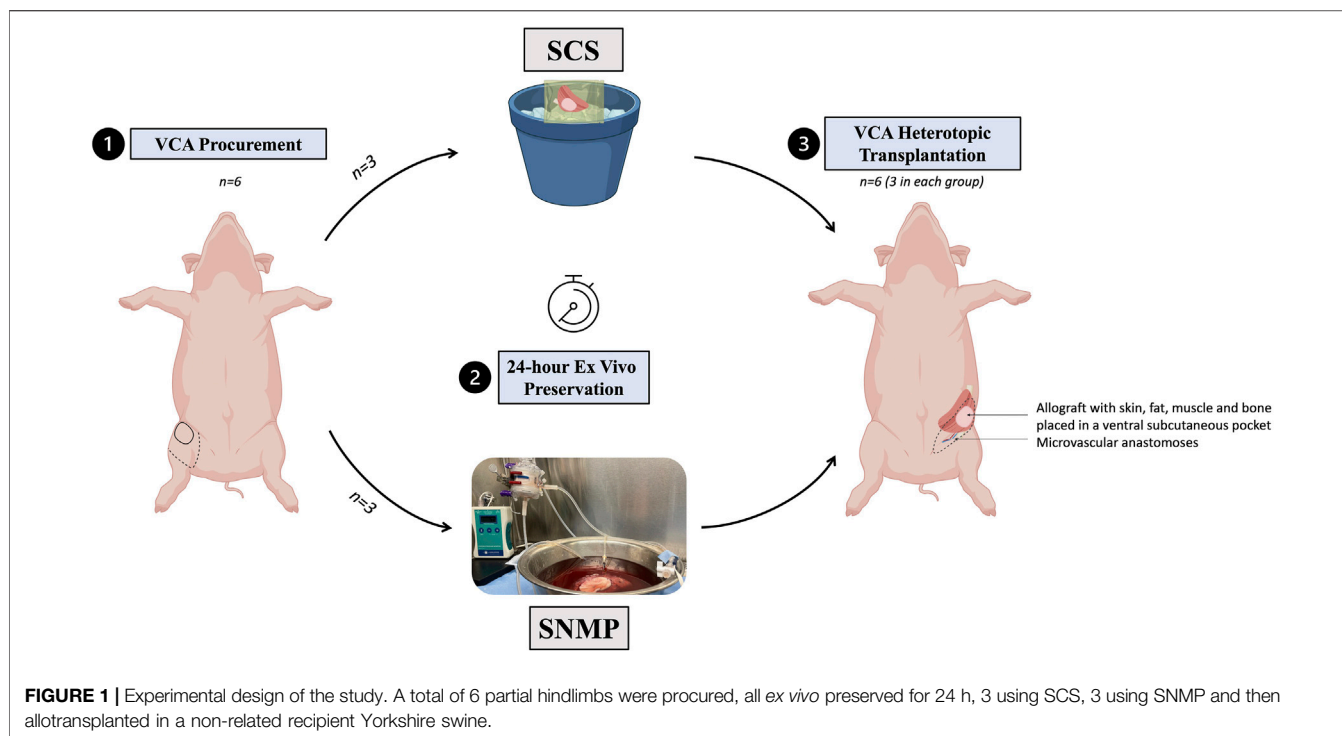 SCS
1
VCA Procurement
n=6
n=3
3
VCA Heterotopic
Transplantation
n=6 (3 in each group)
2
24-hour Ex Vivo
Preservation
Allograft with skin, fat, muscle and bone
placed in a ventral subcutaneous pocket
Microvascular anastomoses
n=3
SNMP
FIGURE 1 | Experimental design of the study. A total of 6 partial hindlimbs were procured, all ex vivo preserved for 24 h, 3 using SCS, 3 using SNMP and then
allotransplanted in a non-related recipient Yorkshire swine.